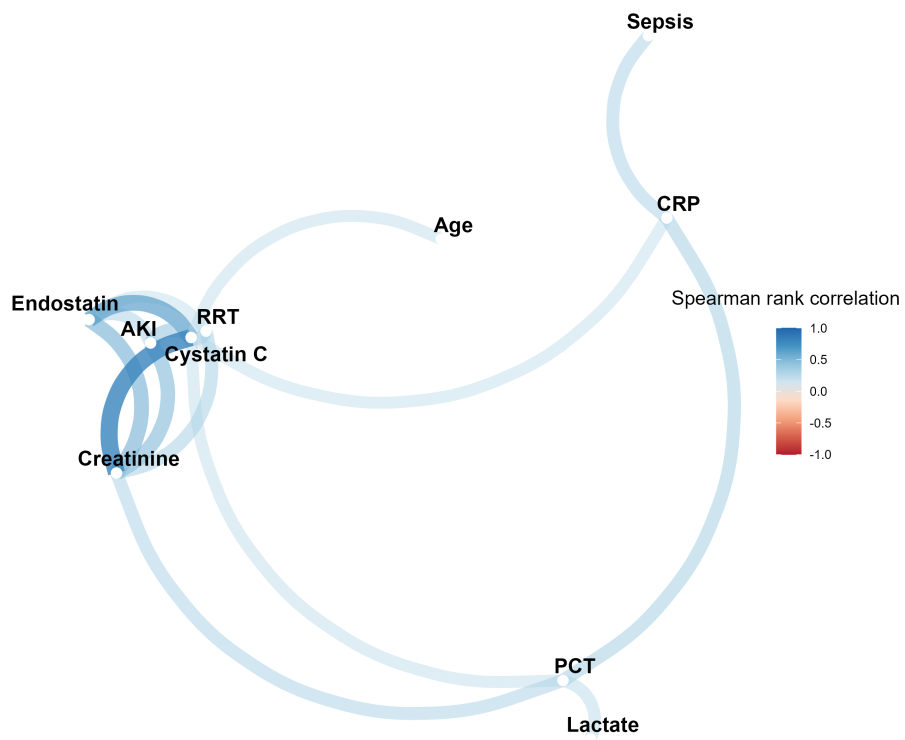 Sepsis
CRP
Age
Spearman rank correlation
Endostatin
RRT
AKI
1.0
Cystatin C
0.5
0.0
-0.5
-1.0
Creatinine
PCT
Lactate